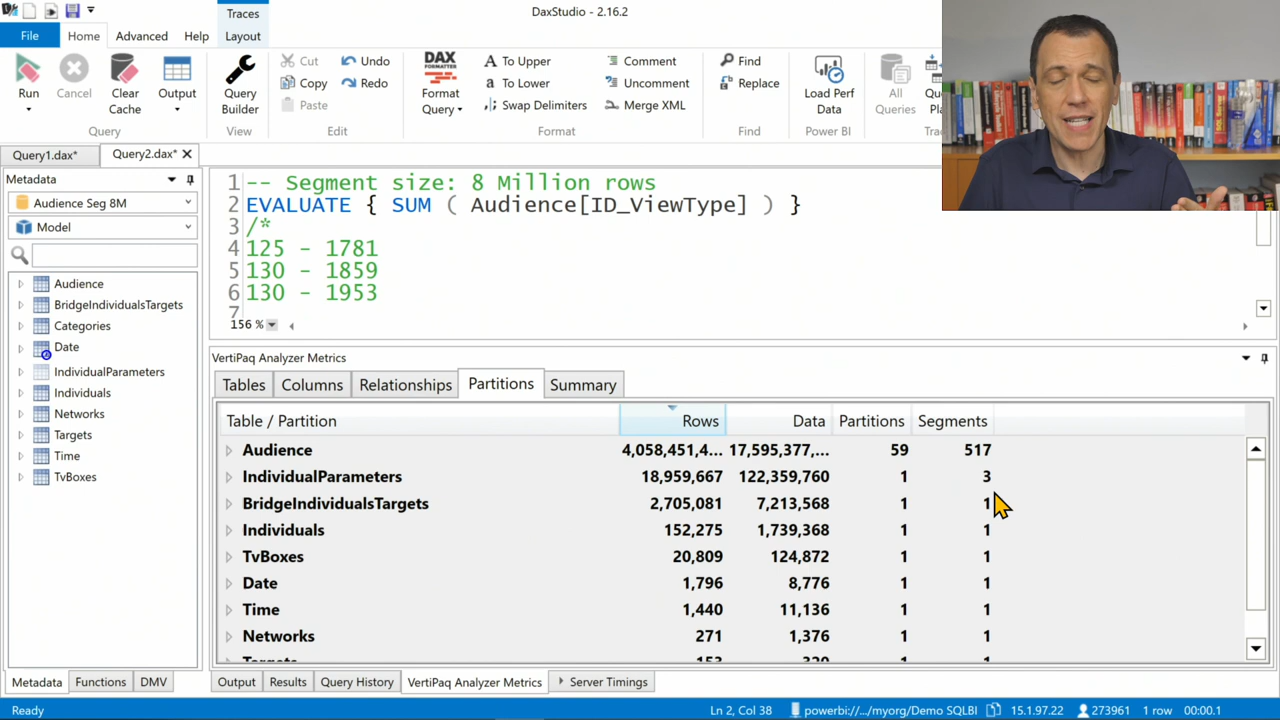 DaxStudio - 2.16.2
Traces
File Home Advanced Help Layout
Run
Cancel
Clear Cache
Output
Query
Query Builder
View
Cut
Copy
Paste
Undo
Redo
Edit
DAX FORMATTER
Format Query
To Upper
To Lower
Swap Delimiters
Comment
Uncomment
Merge XML
Format
Find
Replace
Find
Load Perf Data
Power BI
All Queries
Query1.dax*
Query2.dax*
Metadata
Audience Seg 8M
Model
Audience
BridgeIndividualsTargets
Categories
Date
IndividualParameters
Individuals
Networks
Targets
Time
TvBoxes
Metadata Functions DMV
1 -- Segment size: 8 Million rows
2 EVALUATE { SUM ( Audience[ID_ViewType] ) }
3 /*
4 125 - 1781
5 130 - 1859
6 130 - 1953
7
156 %
VertiPaq Analyzer Metrics
Tables Columns Relationships Partitions Summary
Table / Partition Rows Data Partitions Segments
Audience 4,058,451,4... 17,595,377,... 59 517
IndividualParameters 18,959,667 122,359,760 1 3
BridgeIndividualsTargets 2,705,081 7,213,568 1 1
Individuals 152,275 1,739,368 1 1
TvBoxes 20,809 124,872 1 1
Date 1,796 8,776 1 1
Time 1,440 11,136 1 1
Networks 271 1,376 1 1
Targets 153 320 1 1
Output Results Query History VertiPaq Analyzer Metrics Server Timings
Ready
Ln 2, Col 38 powerbi://.../myorg/Demo SQLBI 15.1.97.22 273961 1 row 00:00.1